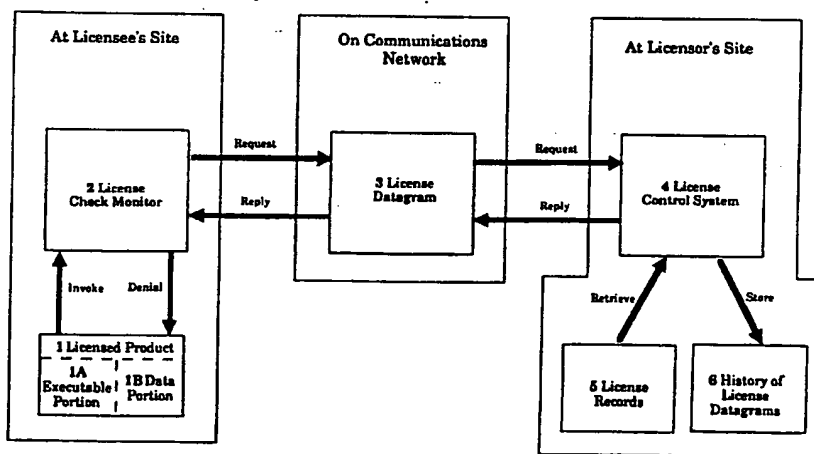 At Licensee's Site
On Communications
Network
At Licensor's Site
Request
Request
2 License
Check Monitor
3 License
Datagram
4 License
Control System
Reply
Reply
Invoke
Denial
Retrieve
Store
1 Licensed Product
1A
Executable
Portion
1B Data
Portion
5 License
Records
6 History of
License
Datagrams